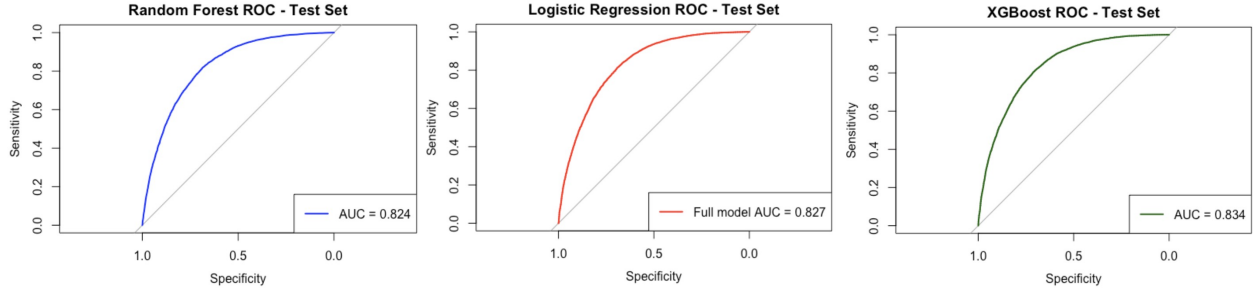 Random Forest ROC - Test Set
Sensitivity
1.0
0.8
0.6
0.4
0.2
0.0
AUC = 0.824
1.0 0.5 0.0
Specificity
Logistic Regression ROC - Test Set
Sensitivity
1.0
0.8
0.6
0.4
0.2
0.0
Full model AUC = 0.827
1.0 0.5 0.0
Specificity
XGBoost ROC - Test Set
Sensitivity
1.0
0.8
0.6
0.4
0.2
0.0
AUC = 0.834
1.0 0.5 0.0
Specificity